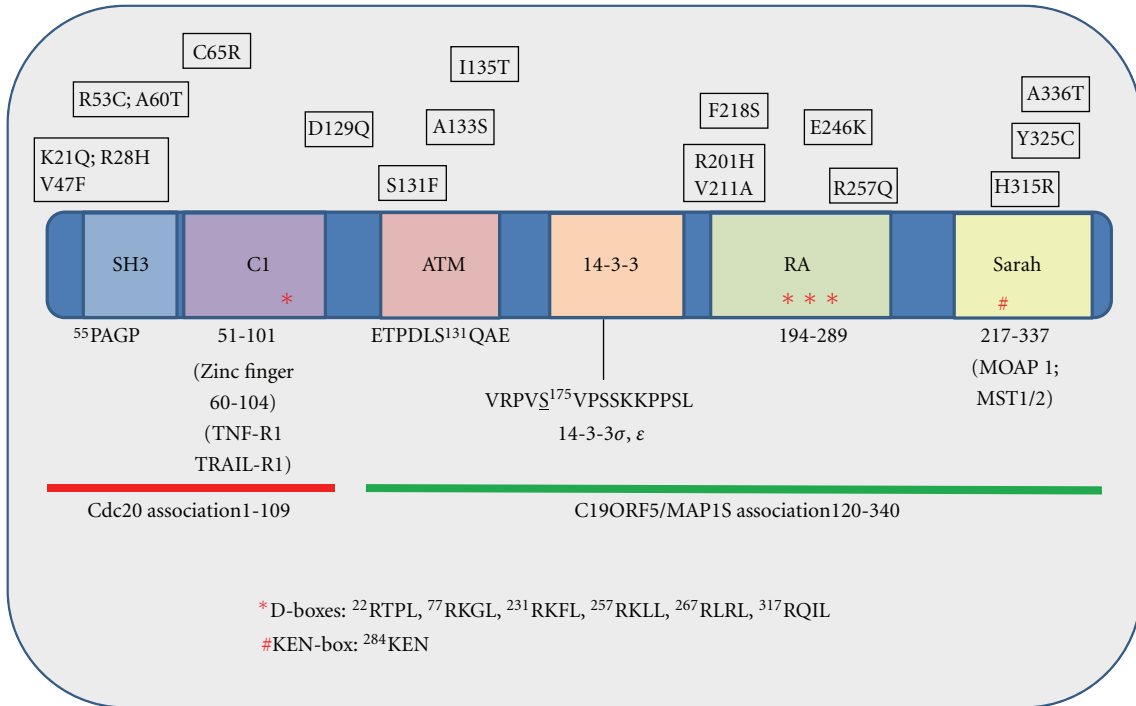 C65R
I135T
R53C; A60T
A336T
F218S
D129Q
A133S
E246K
Y325C
K21Q; R28H
V47F
R201H
V211A
S131F
R257Q
H315R
SH3
C1
ATM
14-3-3
RA
Sarah
*
* * *
#
⁵⁵PAGP
51-101
ETPDLS¹³¹QAE
194-289
217-337
(Zinc finger
60-104)
(TNF-R1
TRAIL-R1)
(MOAP 1;
MST1/2)
VRPVS¹⁷⁵VPSSKKPPSL
14-3-3σ, ε
Cdc20 association1-109
C19ORF5/MAP1S association120-340
*D-boxes: ²²RTPL, ⁷⁷RKGL, ²³¹RKFL, ²⁵⁷RKLL, ²⁶⁷RLRL, ³¹⁷RQIL
#KEN-box: ²⁸⁴KEN